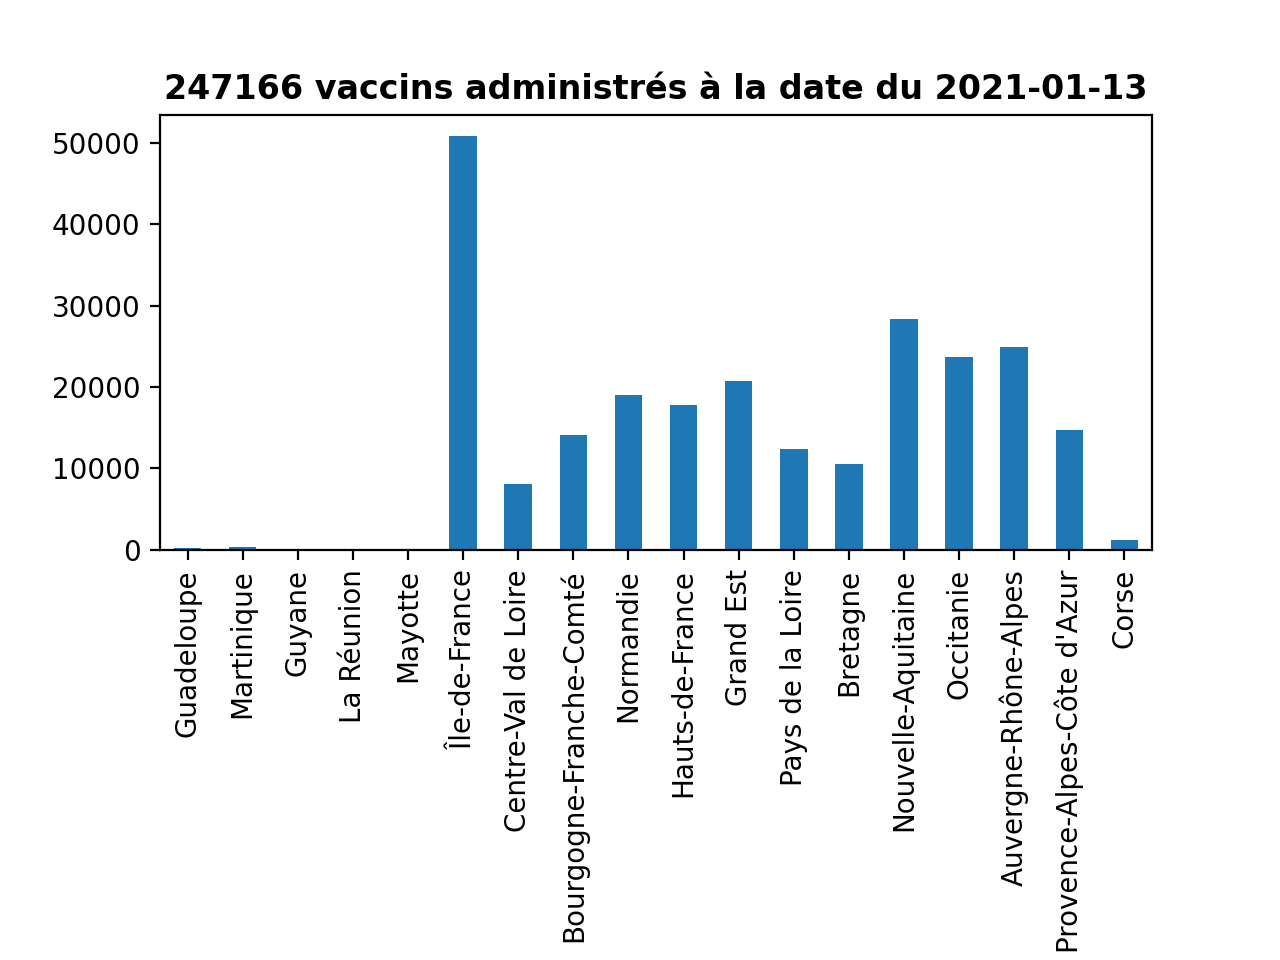 247166 vaccins administrés à la date du 2021-01-13
50000
40000
30000
20000
10000
0
Guadeloupe
Martinique
Guyane
La Réunion
Mayotte
Île-de-France
Centre-Val de Loire
Bourgogne-Franche-Comté
Normandie
Hauts-de-France
Grand Est
Pays de la Loire
Bretagne
Nouvelle-Aquitaine
Occitanie
Auvergne-Rhône-Alpes
Provence-Alpes-Côte d'Azur
Corse